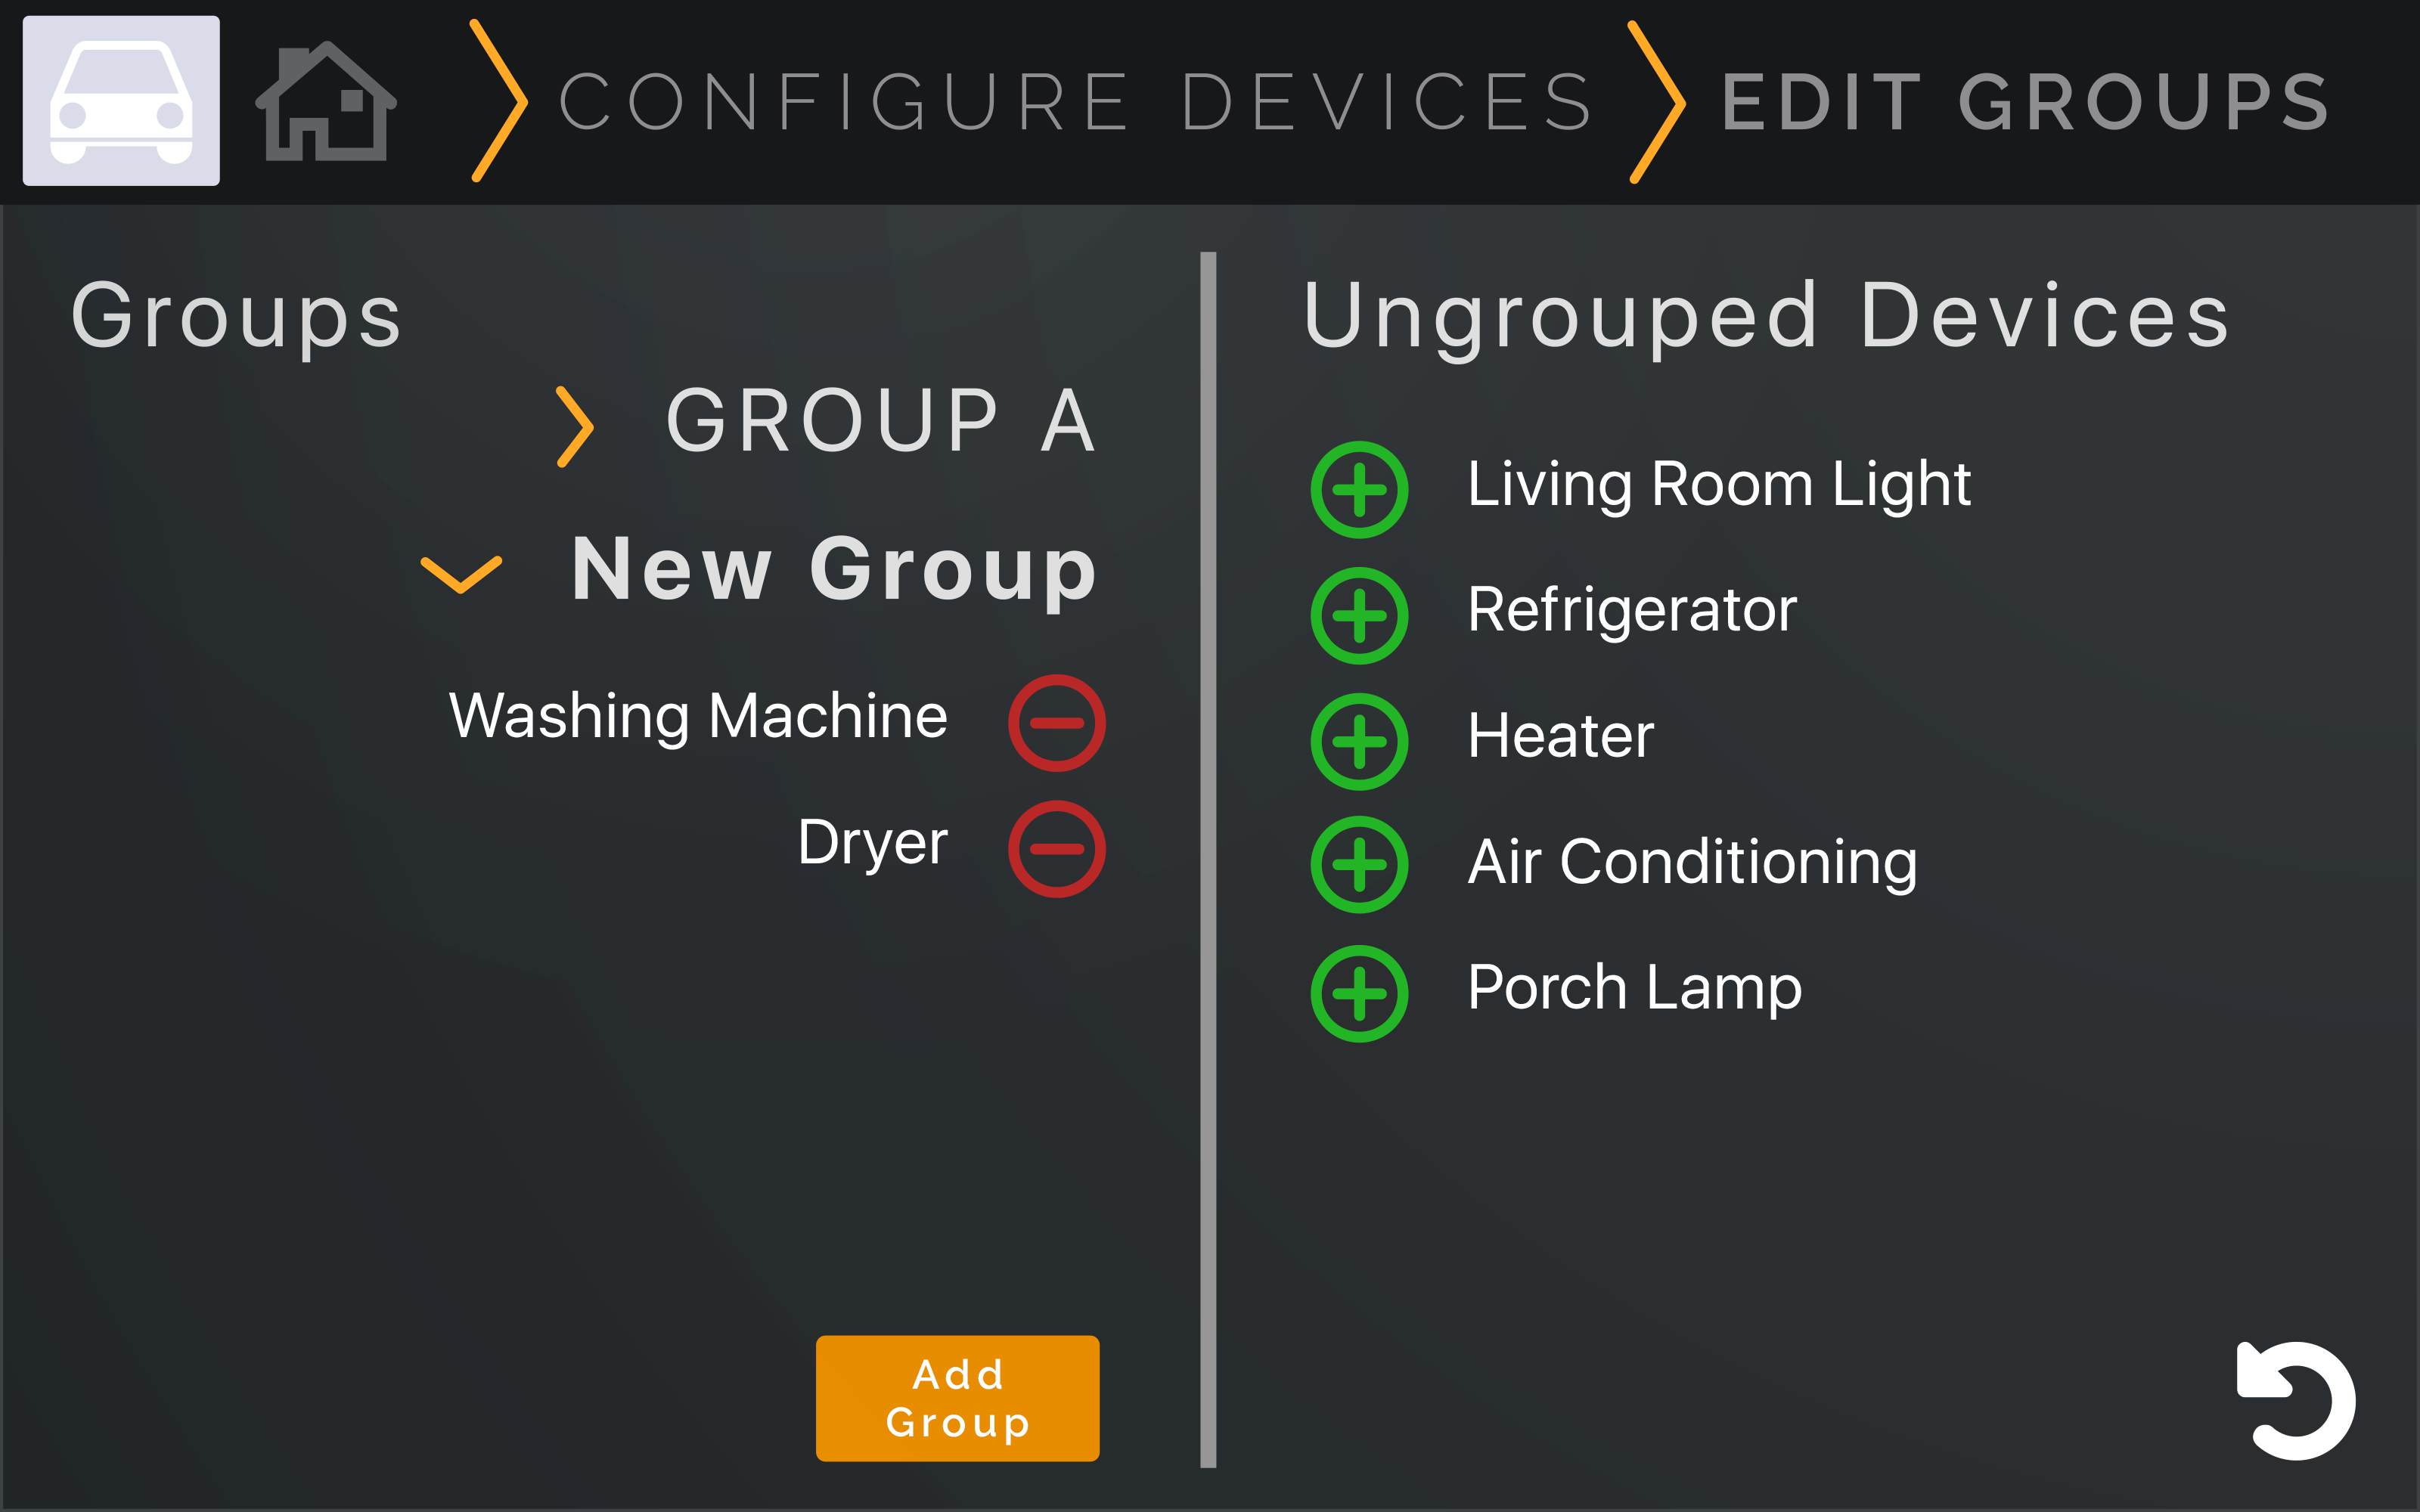 CONFIGURE DEVICES
EDIT GROUPS
Groups
GROUP A
New Group
Washing Machine
Dryer
Add
Group
Ungrouped Devices
Living Room Light
Refrigerator
Heater
Air Conditioning
Porch Lamp